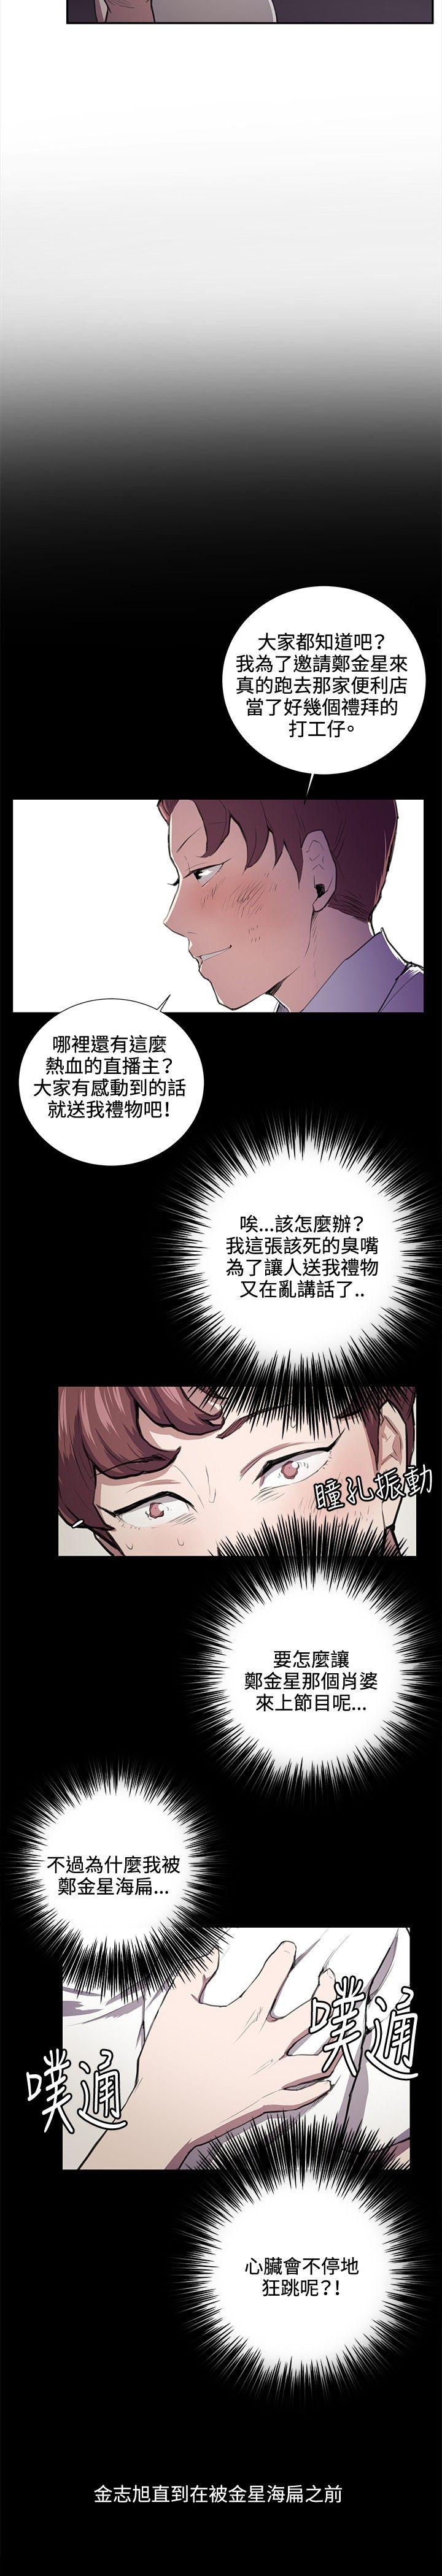 大家都知道吧？
我為了邀請鄭金星來
真的跑去那家便利店
當了好幾個禮拜的
打工仔。
哪裡還有這麼
熱血的直播主？
大家有感動到的話
就送我禮物吧！
唉...該怎麼辦？
我這張該死的臭嘴
為了讓人送我禮物
又在亂講話了..
瞳孔振動
要怎麼讓
鄭金星那個肖婆
來上節目呢...
不過為什麼我被
鄭金星海扁...
噗通
噗通
心臟會不停地
狂跳呢？！
金志旭直到在被金星海扁之前